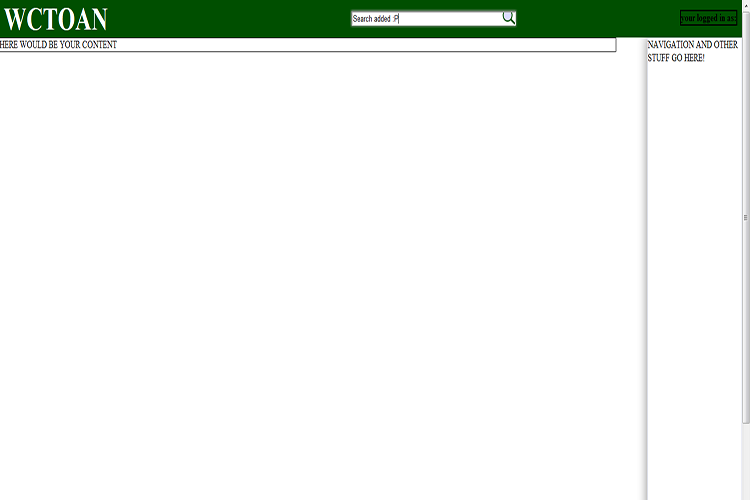 WCTOAN
Search added :P
your logged in as:
HERE WOULD BE YOUR CONTENT
NAVIGATION AND OTHER
STUFF GO HERE!